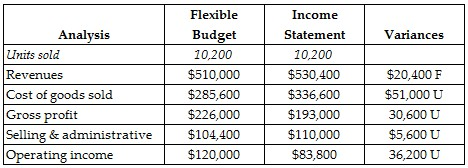 Analysis Flexible Budget Income Statement Variances
Units sold 10,200 10,200
Revenues $510,000 $530,400 $20,400 F
Cost of goods sold $285,600 $336,600 $51,000 U
Gross profit $226,000 $193,000 30,600 U
Selling & administrative $104,400 $110,000 $5,600 U
Operating income $120,000 $83,800 36,200 U